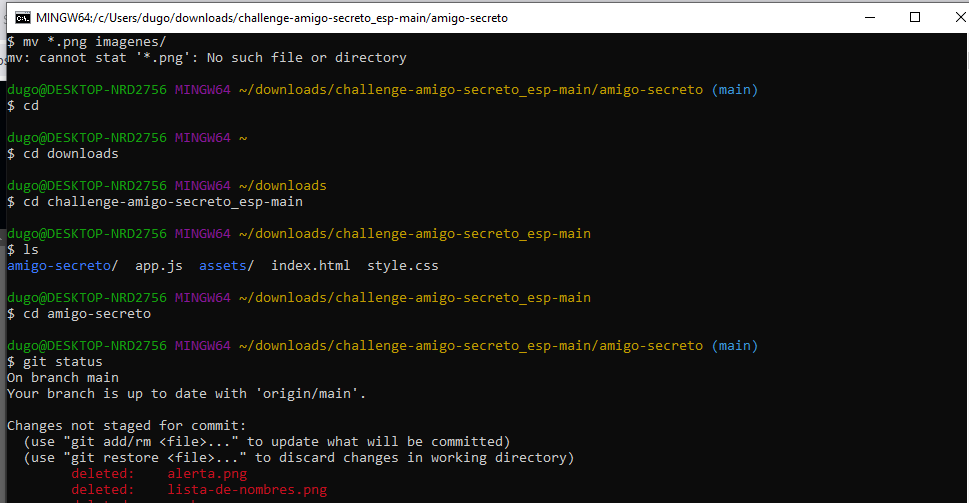 MINGW64:/c/Users/dugo/downloads/challenge-amigo-secreto_esp-main/amigo-secreto
$ mv *.png imagenes/
mv: cannot stat '*.png': No such file or directory
dugo@DESKTOP-NRD2756 MINGW64 ~/downloads/challenge-amigo-secreto_esp-main/amigo-secreto (main)
$ cd
dugo@DESKTOP-NRD2756 MINGW64 ~
$ cd downloads
dugo@DESKTOP-NRD2756 MINGW64 ~/downloads
$ cd challenge-amigo-secreto_esp-main
dugo@DESKTOP-NRD2756 MINGW64 ~/downloads/challenge-amigo-secreto_esp-main
$ ls
amigo-secreto/  app.js  assets/  index.html  style.css
dugo@DESKTOP-NRD2756 MINGW64 ~/downloads/challenge-amigo-secreto_esp-main
$ cd amigo-secreto
dugo@DESKTOP-NRD2756 MINGW64 ~/downloads/challenge-amigo-secreto_esp-main/amigo-secreto (main)
$ git status
On branch main
Your branch is up to date with 'origin/main'.
Changes not staged for commit:
  (use "git add/rm <file>..." to update what will be committed)
  (use "git restore <file>..." to discard changes in working directory)
        deleted:    alerta.png
        deleted:    lista-de-nombres.png